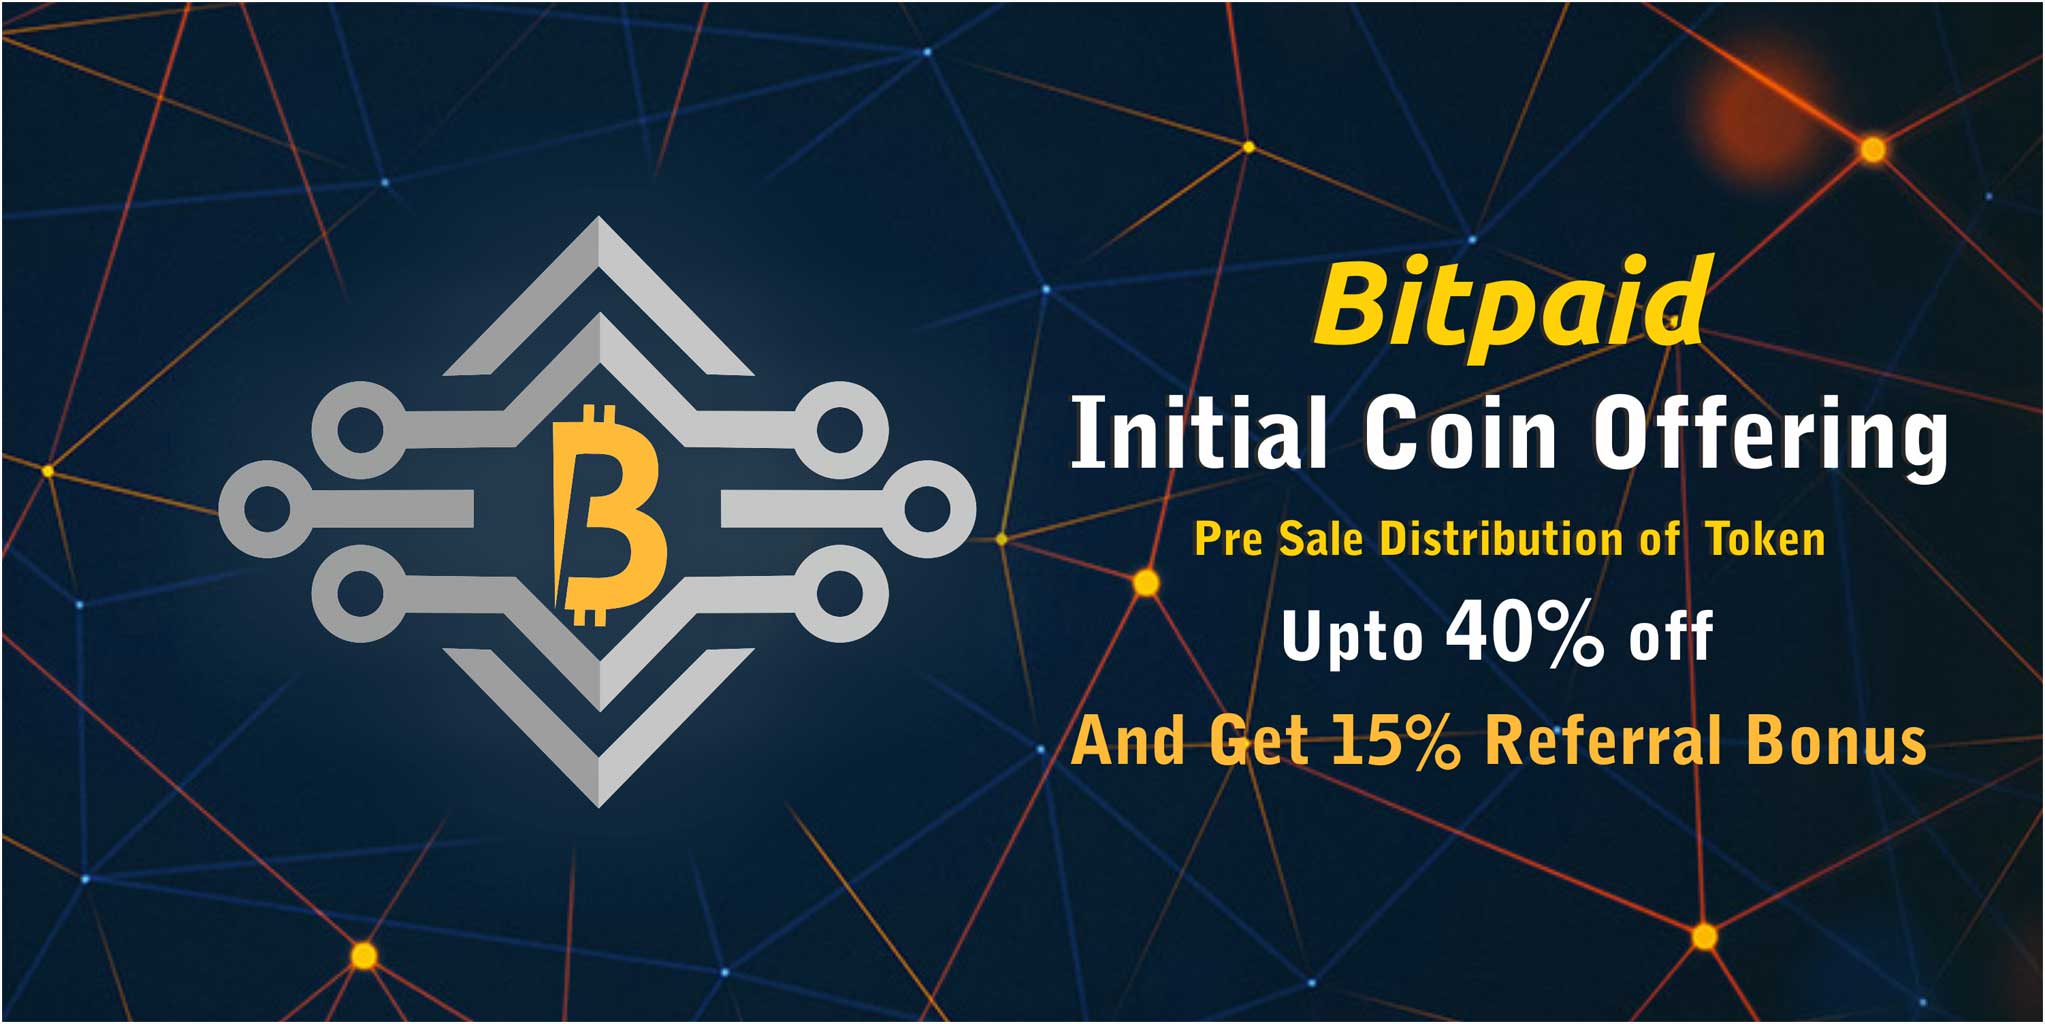 Bitpaid
Initial Coin Offering
Pre Sale Distribution of Token
Upto 40% off
And Get 15% Referral Bonus